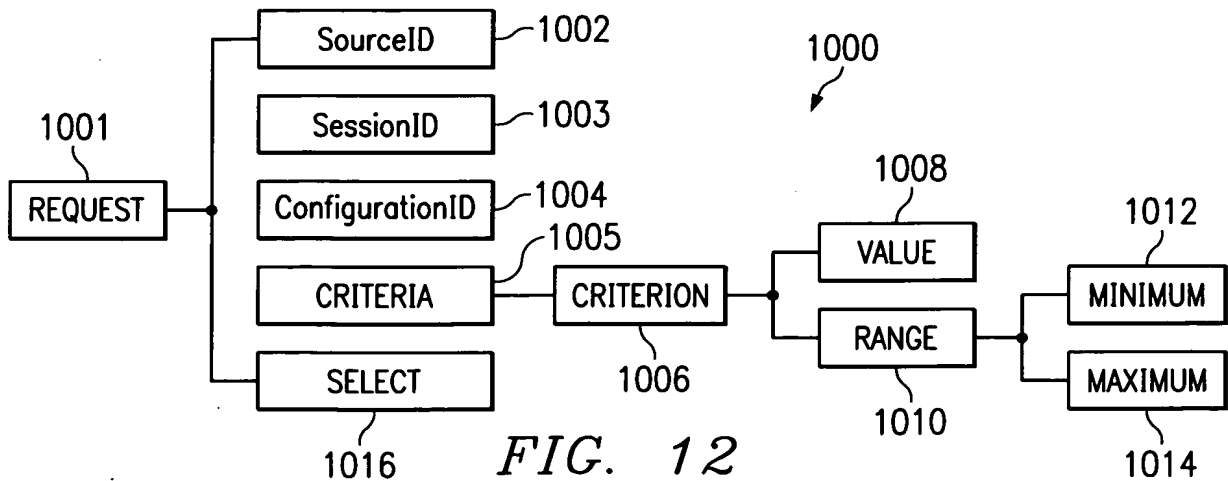 SourceID
1002
1000
SessionID
1003
1001
REQUEST
ConfigurationID
1004
1005
1008
VALUE
1012
CRITERIA
CRITERION
MINIMUM
RANGE
1006
1010
SELECT
MAXIMUM
1016
1014
FIG. 12